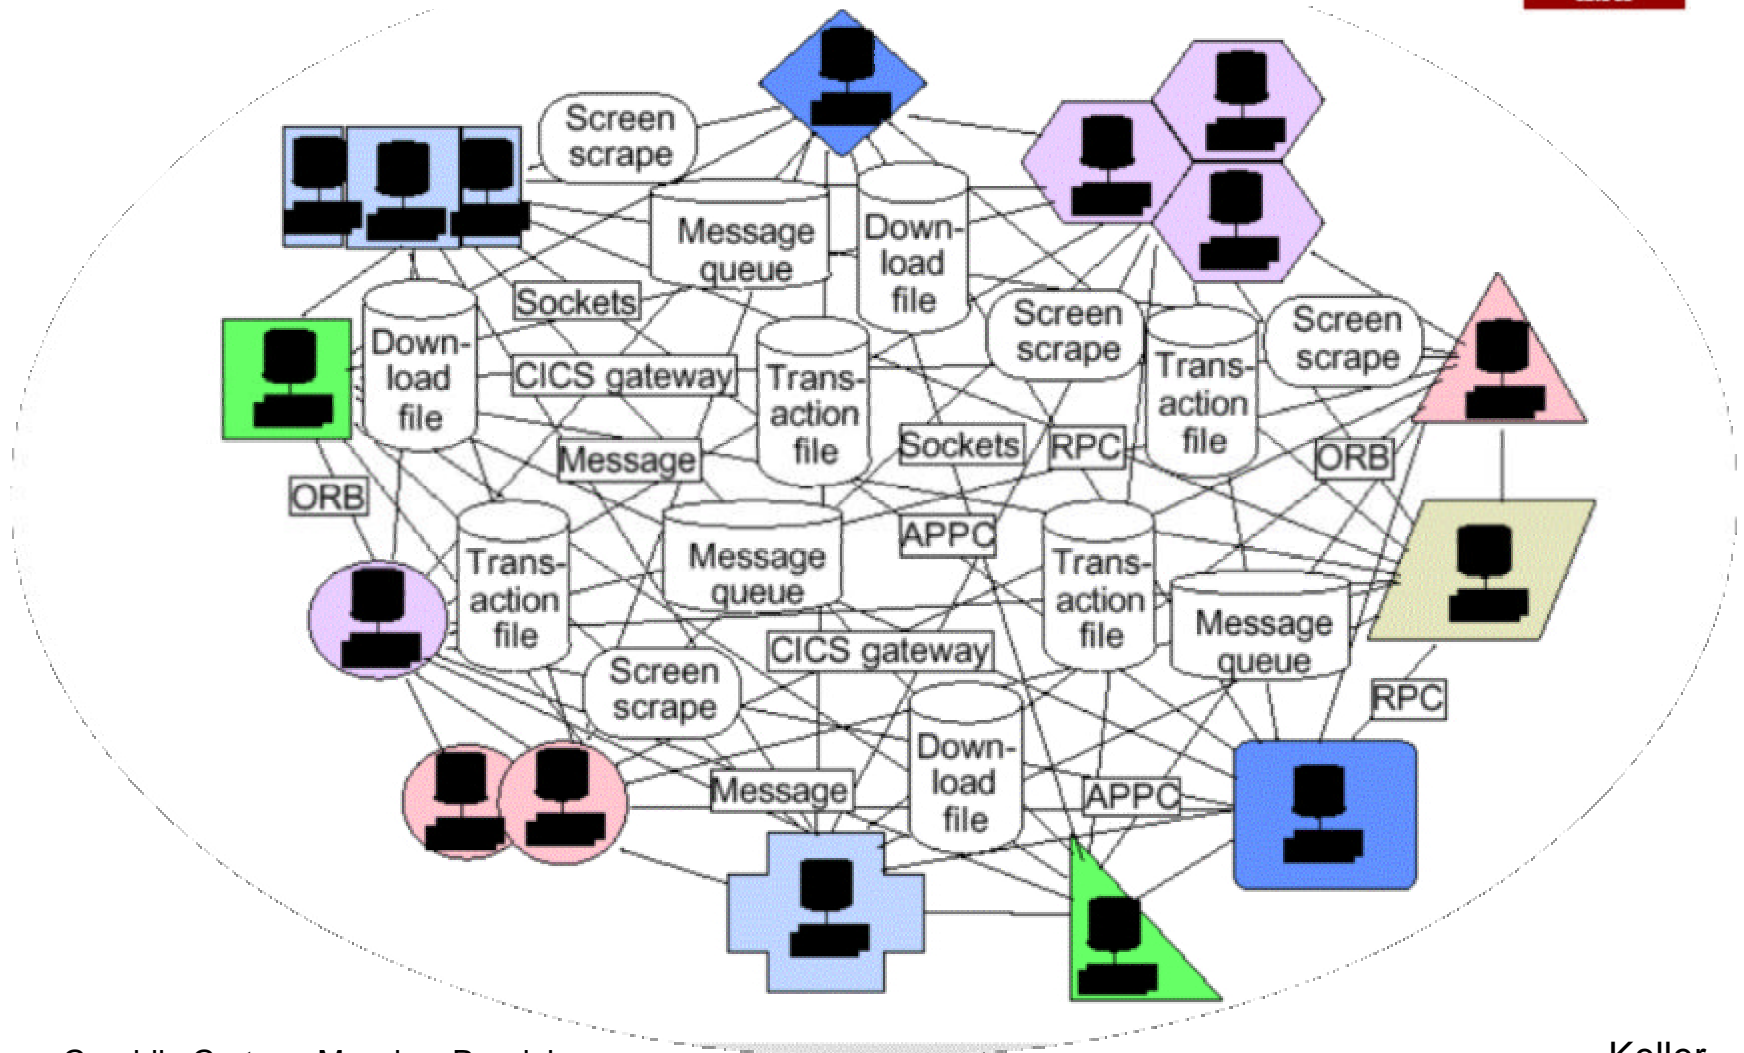 Screen
scrape
Message
queue
Down-
load
file
Sockets
Screen
scrape
Screen
scrape
Down-
load
file
CICS gateway
Trans-
action
file
Trans-
action
file
Message
Sockets
RPC
ORB
ORB
Trans-
action
file
Message
queue
APPC
Trans-
action
file
Message
queue
CICS gateway
Screen
scrape
RPC
Down-
load
file
Message
APPC
Keller